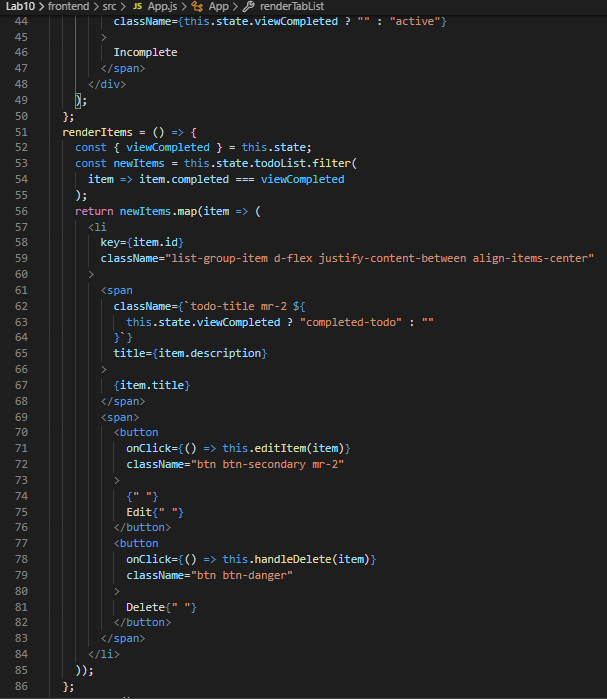 Lab10 > frontend > src > JS App.js > App > renderTabList
44 className={this.state.viewCompleted ? "" : "active"}
45 >
46 Incomplete
47 </span>
48 </div>
49 );
50 };
51 renderItems = () => {
52 const { viewCompleted } = this.state;
53 const newItems = this.state.todoList.filter(
54 item => item.completed === viewCompleted
55 );
56 return newItems.map(item => (
57 <li
58 key={item.id}
59 className="list-group-item d-flex justify-content-between align-items-center"
60 >
61 <span
62 className={`todo-title mr-2 ${
63 this.state.viewCompleted ? "completed-todo" : ""
64 }`}
65 title={item.description}
66 >
67 {item.title}
68 </span>
69 <span>
70 <button
71 onClick={() => this.editItem(item)}
72 className="btn btn-secondary mr-2"
73 >
74 {" "}
75 Edit{" "}
76 </button>
77 <button
78 onClick={() => this.handleDelete(item)}
79 className="btn btn-danger"
80 >
81 Delete{" "}
82 </button>
83 </span>
84 </li>
85 ));
86 };